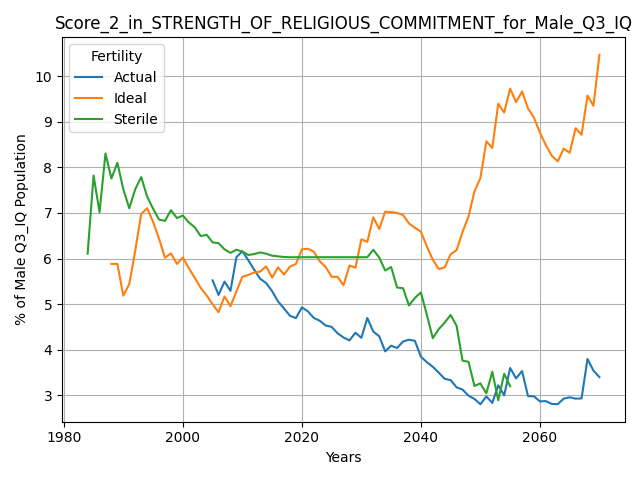 Score_2_in_STRENGTH_OF_RELIGIOUS_COMMITMENT_for_Male_Q3_IQ
Fertility
Actual
Ideal
Sterile
% of Male Q3_IQ Population
10
9
8
7
6
5
4
3
1980 2000 2020 2040 2060
Years